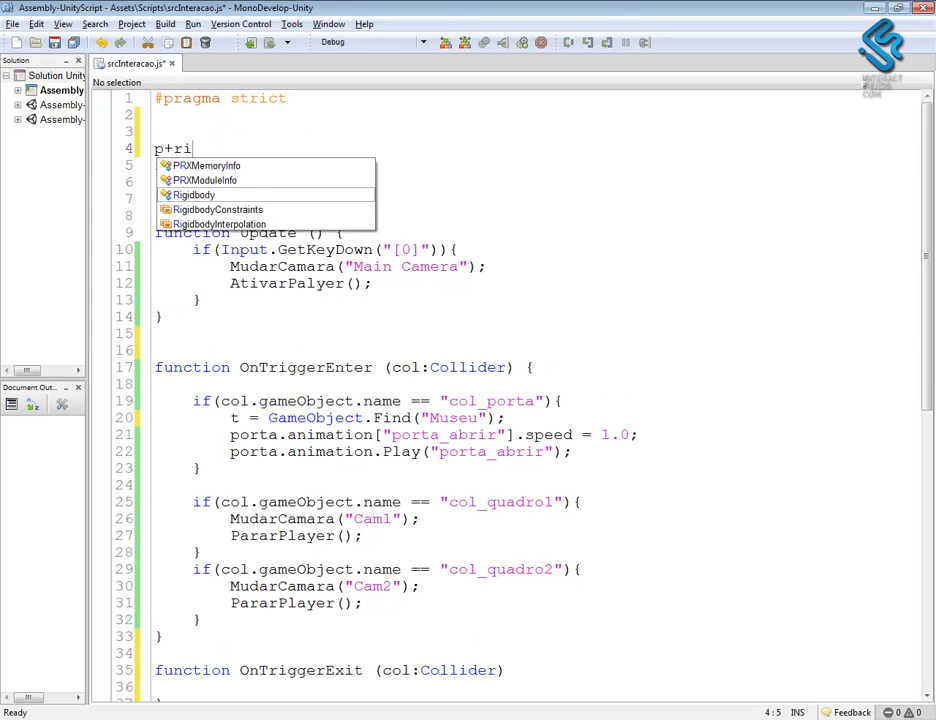 Assembly-UnityScript - Assets\Scripts\srcInteracao.js* - MonoDevelop-Unity
File Edit View Search Project Build Run Version Control Tools Window Help
Debug
Solution
srcInteracao.js*
Solution Unity
Assembly
Assembly-
Assembly-
No selection
1 #pragma strict
2
3
4 p+ri
5 PRXMemoryInfo
6 PRXModuleInfo
7 Rigidbody
8 RigidbodyConstraints
RigidbodyInterpolation
9 function Update () {
10 if(Input.GetKeyDown("[0]")){
11 MudarCamara("Main Camera");
12 AtivarPalyer();
13 }
14 }
15
16
17 function OnTriggerEnter (col:Collider) {
18
19 if(col.gameObject.name == "col_porta"){
20 t = GameObject.Find("Museu");
21 porta.animation["porta_abrir"].speed = 1.0;
22 porta.animation.Play("porta_abrir");
23 }
24
25 if(col.gameObject.name == "col_quadro1"){
26 MudarCamara("Cam1");
27 PararPlayer();
28 }
29 if(col.gameObject.name == "col_quadro2"){
30 MudarCamara("Cam2");
31 PararPlayer();
32 }
33 }
34
35 function OnTriggerExit (col:Collider)
36
Document Out...
Ready
4 : 5 INS Feedback 0 0